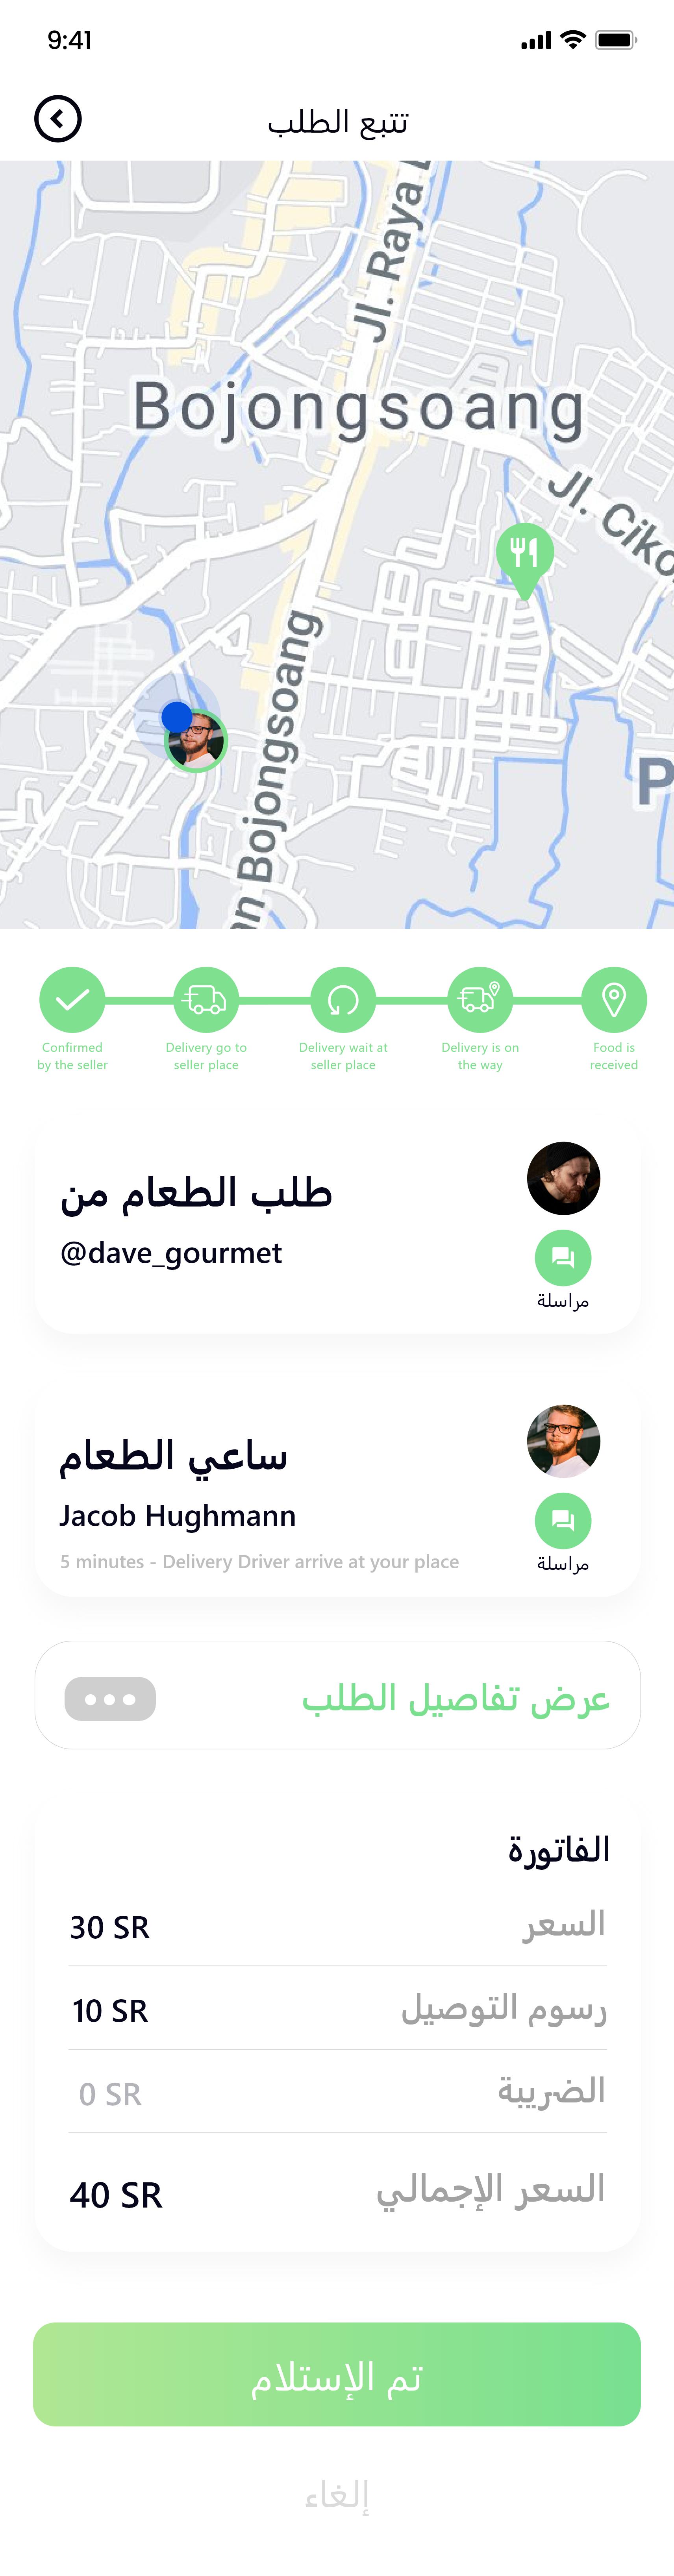 9:41
تتبع الطلب
Jl. Raya
Bojongsoang
Jl.
Bojongsoang
P
Confirmed
by the seller
Delivery go to
seller place
Delivery wait at
seller place
Delivery is on
the way
Food is
received
طلب الطعام من
@dave_gourmet
مراسلة
ساعي الطعام
Jacob Hughmann
5 minutes - Delivery Driver arrive at your place
مراسلة
عرض تفاصيل الطلب
الفاتورة
السعر
30 SR
رسوم التوصيل
10 SR
الضريبة
0 SR
السعر الإجمالي
40 SR
تم الإستلام
إلغاء